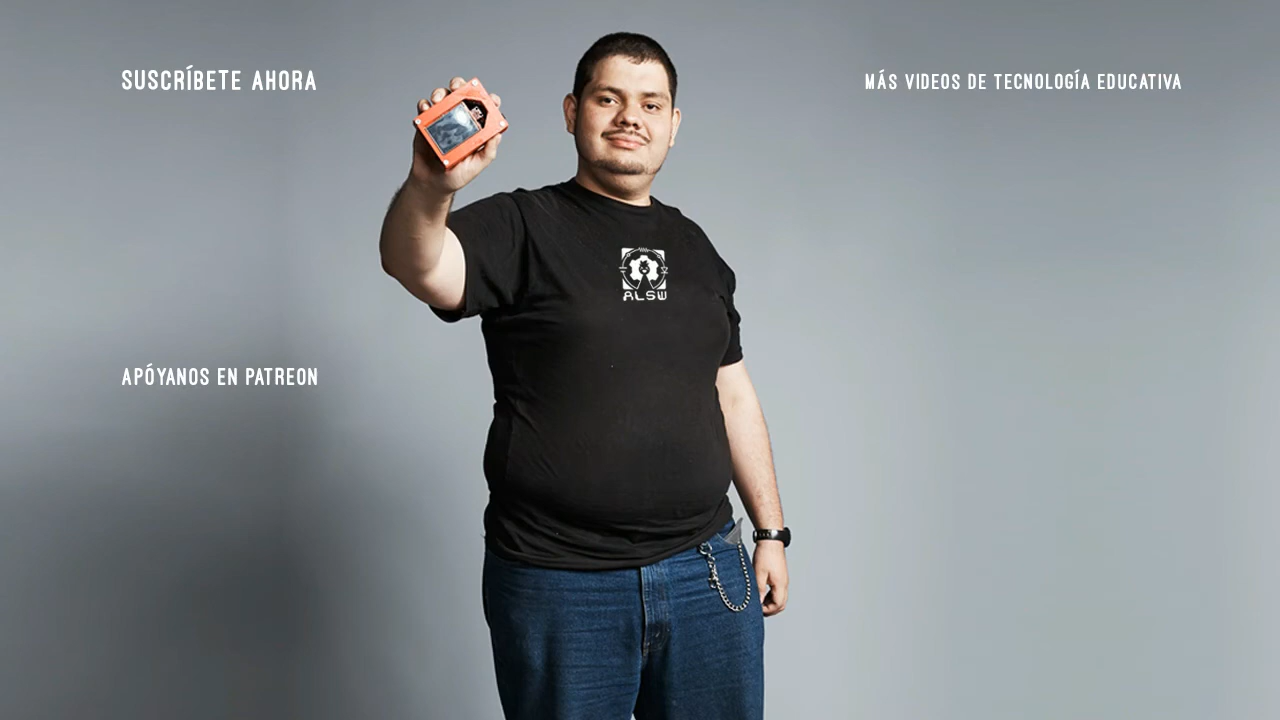 SUSCRÍBETE AHORA
MÁS VIDEOS DE TECNOLOGÍA EDUCATIVA
ALSW
APÓYANOS EN PATREON